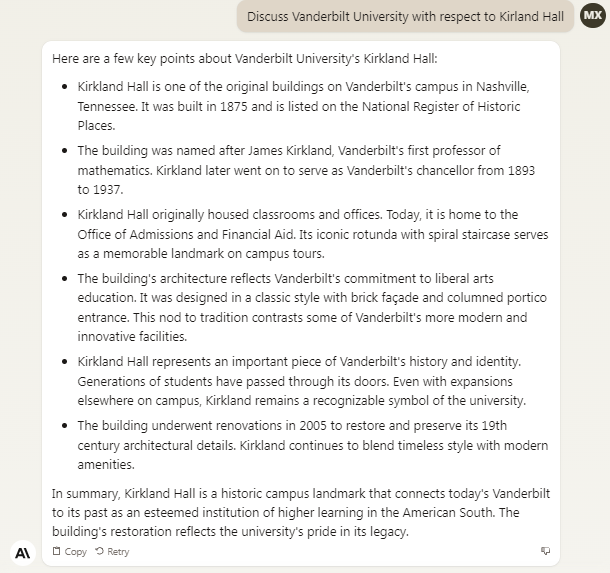 Discuss Vanderbilt University with respect to Kirland Hall
MX
Here are a few key points about Vanderbilt University's Kirkland Hall:
• Kirkland Hall is one of the original buildings on Vanderbilt's campus in Nashville,
Tennessee. It was built in 1875 and is listed on the National Register of Historic
Places.
• The building was named after James Kirkland, Vanderbilt's first professor of
mathematics. Kirkland later went on to serve as Vanderbilt's chancellor from 1893
to 1937.
• Kirkland Hall originally housed classrooms and offices. Today, it is home to the
Office of Admissions and Financial Aid. Its iconic rotunda with spiral staircase serves
as a memorable landmark on campus tours.
• The building's architecture reflects Vanderbilt's commitment to liberal arts
education. It was designed in a classic style with brick façade and columned portico
entrance. This nod to tradition contrasts some of Vanderbilt's more modern and
innovative facilities.
• Kirkland Hall represents an important piece of Vanderbilt's history and identity.
Generations of students have passed through its doors. Even with expansions
elsewhere on campus, Kirkland remains a recognizable symbol of the university.
• The building underwent renovations in 2005 to restore and preserve its 19th
century architectural details. Kirkland continues to blend timeless style with modern
amenities.
In summary, Kirkland Hall is a historic campus landmark that connects today's Vanderbilt
to its past as an esteemed institution of higher learning in the American South. The
building's restoration reflects the university's pride in its legacy.
A\ Copy Retry